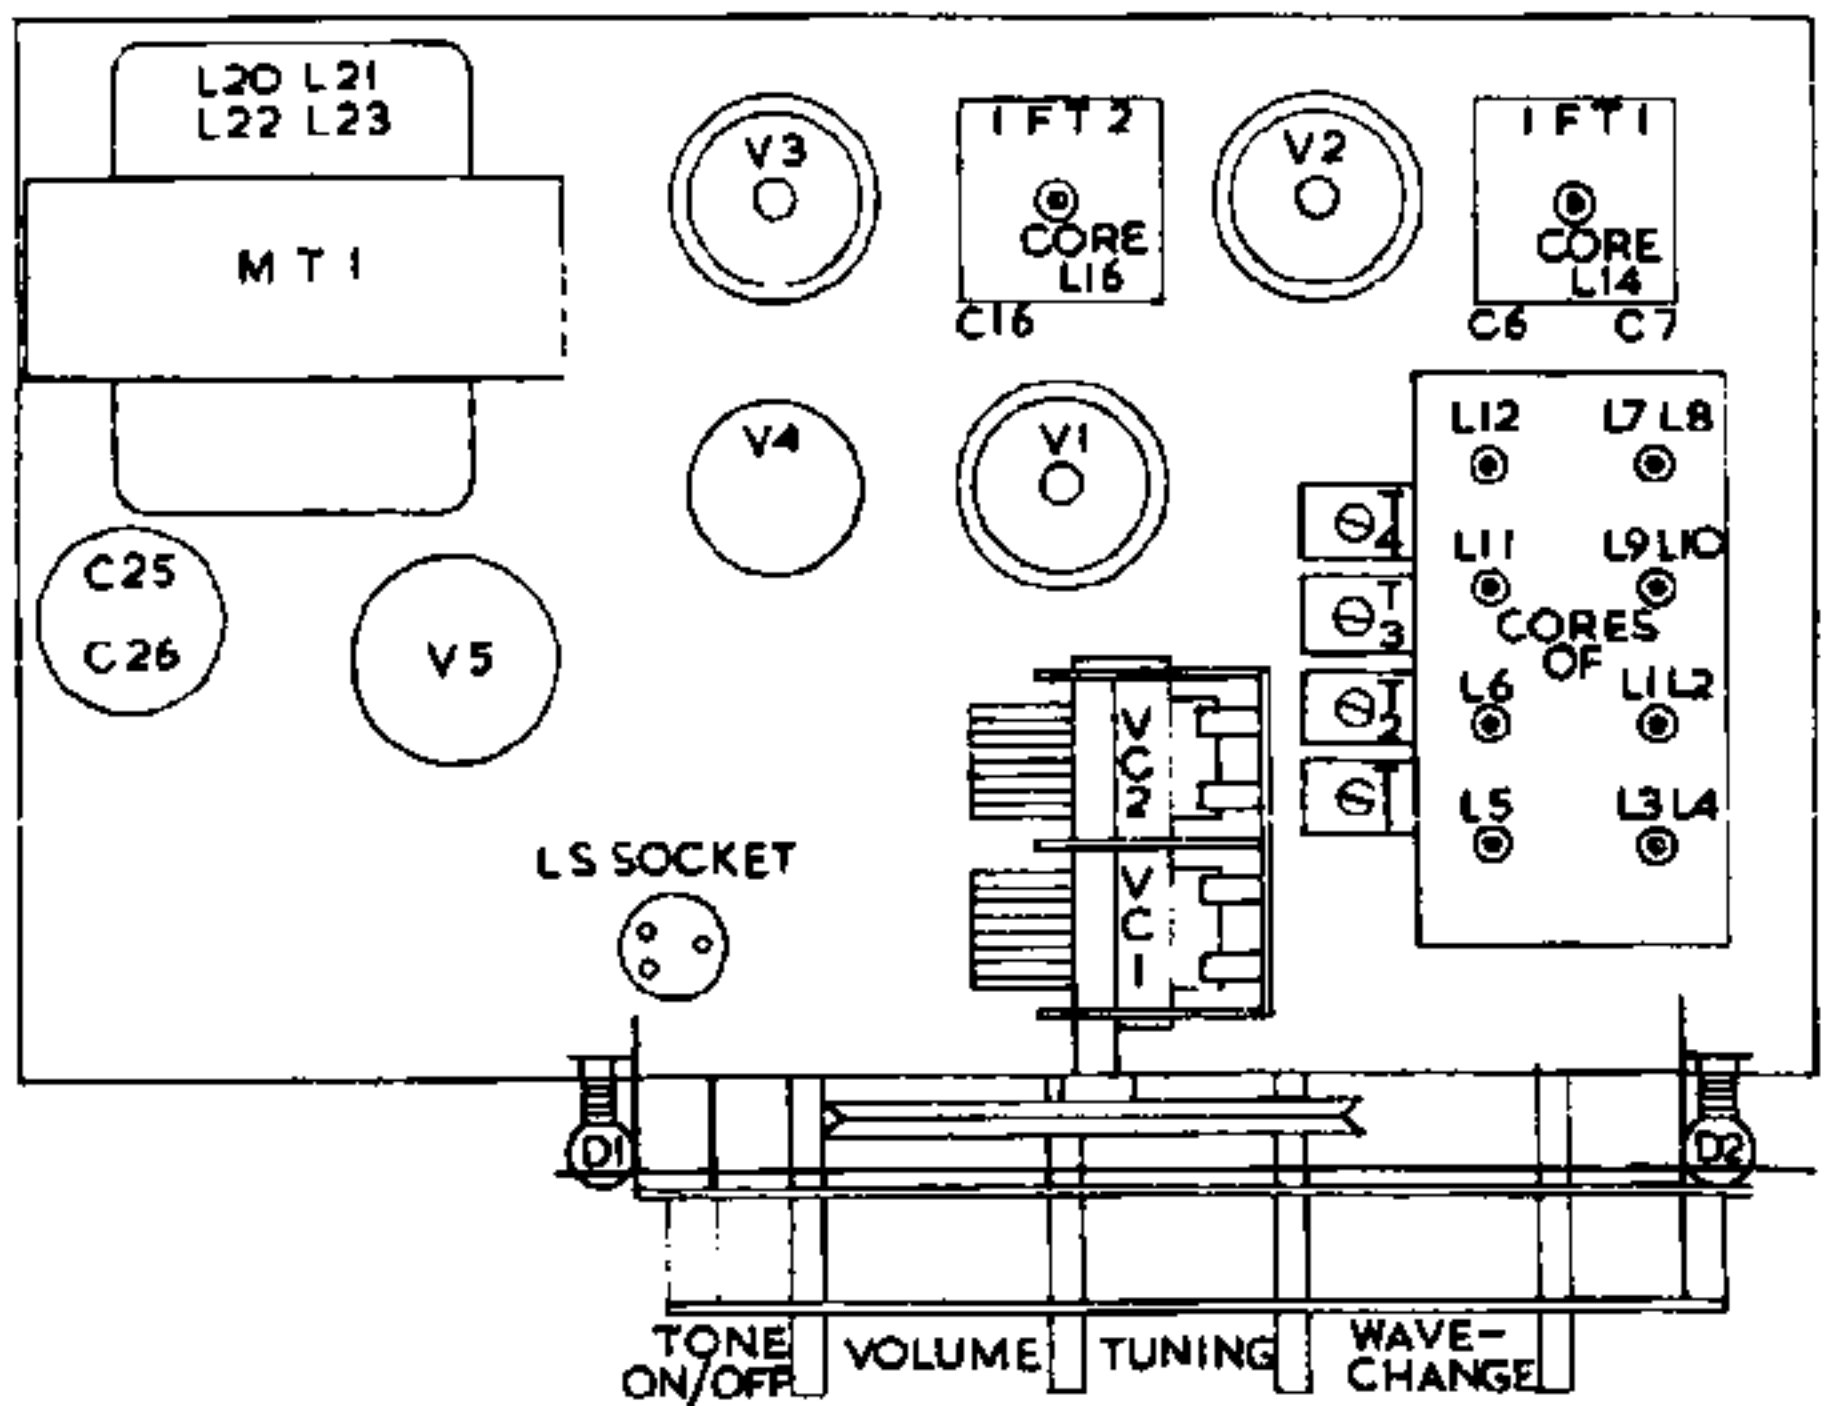 L20 L21
L22 L23
MT1
V3
IFT2
CORE
L16
C16
V2
IFT1
CORE
L14
C6 C7
V4
V1
L12 L7 L8
T4
L11 L9 L10
T3
CORES
OF
L6 L1 L2
T2
L5 L3 L4
T1
C25
C26
V5
VC2
VC1
LS SOCKET
D1
D2
TONE
ON/OFF
VOLUME
TUNING
WAVE-
CHANGE